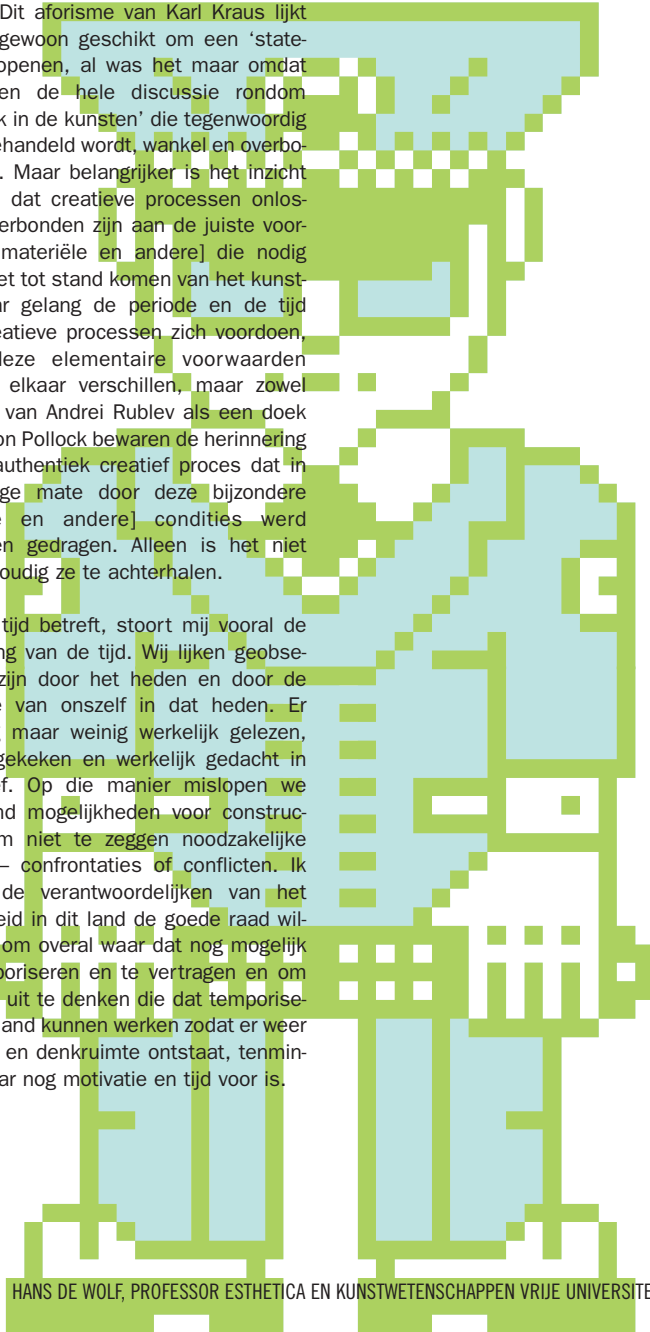 Dit aforisme van Karl Kraus lijkt
gewoon geschikt om een ‘state-
openen, al was het maar omdat
en de hele discussie rondom
k in de kunsten’ die tegenwoordig
ehandeld wordt, wankel en overbo-
. Maar belangrijker is het inzicht
dat creatieve processen onlos-
erbonden zijn aan de juiste voor-
materiële en andere] die nodig
et tot stand komen van het kunst-
ar gelang de periode en de tijd
eatieve processen zich voordoen,
deze elementaire voorwaarden
elkaar verschillen, maar zowel
van Andrei Rublev als een doek
on Pollock bewaren de herinnering
authentiek creatief proces dat in
ge mate door deze bijzondere
e en andere] condities werd
en gedragen. Alleen is het niet
oudig ze te achterhalen.
tijd betreft, stoort mij vooral de
ng van de tijd. Wij lijken geobse-
zijn door het heden en door de
e van onszelf in dat heden. Er
maar weinig werkelijk gelezen,
gekeken en werkelijk gedacht in
ef. Op die manier mislopen we
nd mogelijkheden voor construc-
m niet te zeggen noodzakelijke
– confrontaties of conflicten. Ik
de verantwoordelijken van het
eid in dit land de goede raad wil-
om overal waar dat nog mogelijk
poriseren en te vertragen en om
uit te denken die dat temporise-
and kunnen werken zodat er weer
en denkruimte ontstaat, tenmin-
ar nog motivatie en tijd voor is.
HANS DE WOLF, PROFESSOR ESTHETICA EN KUNSTWETENSCHAPPEN VRIJE UNIVERSITE